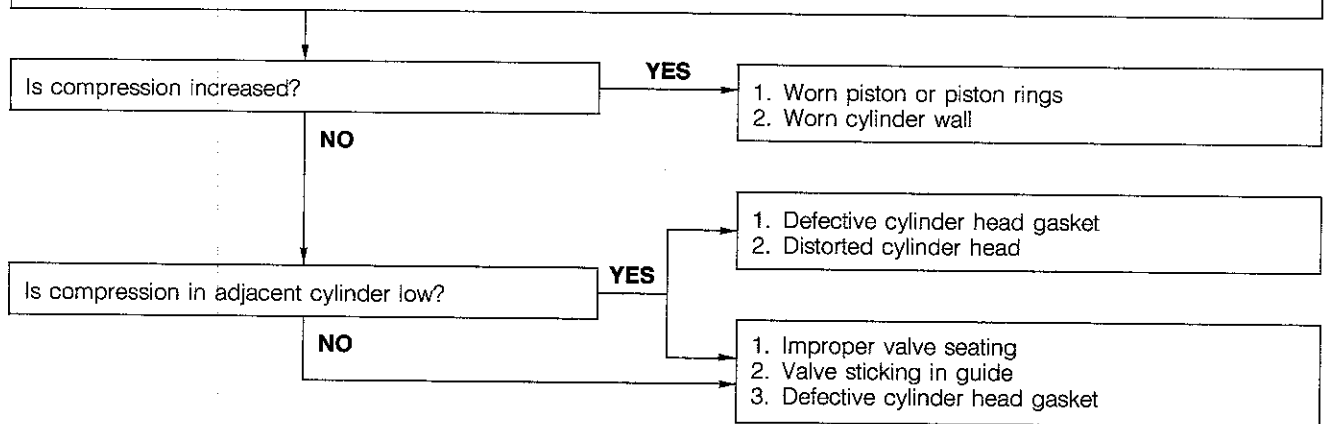 Is compression increased?
YES
1. Worn piston or piston rings
2. Worn cylinder wall
NO
1. Defective cylinder head gasket
2. Distorted cylinder head
Is compression in adjacent cylinder low?
YES
NO
1. Improper valve seating
2. Valve sticking in guide
3. Defective cylinder head gasket